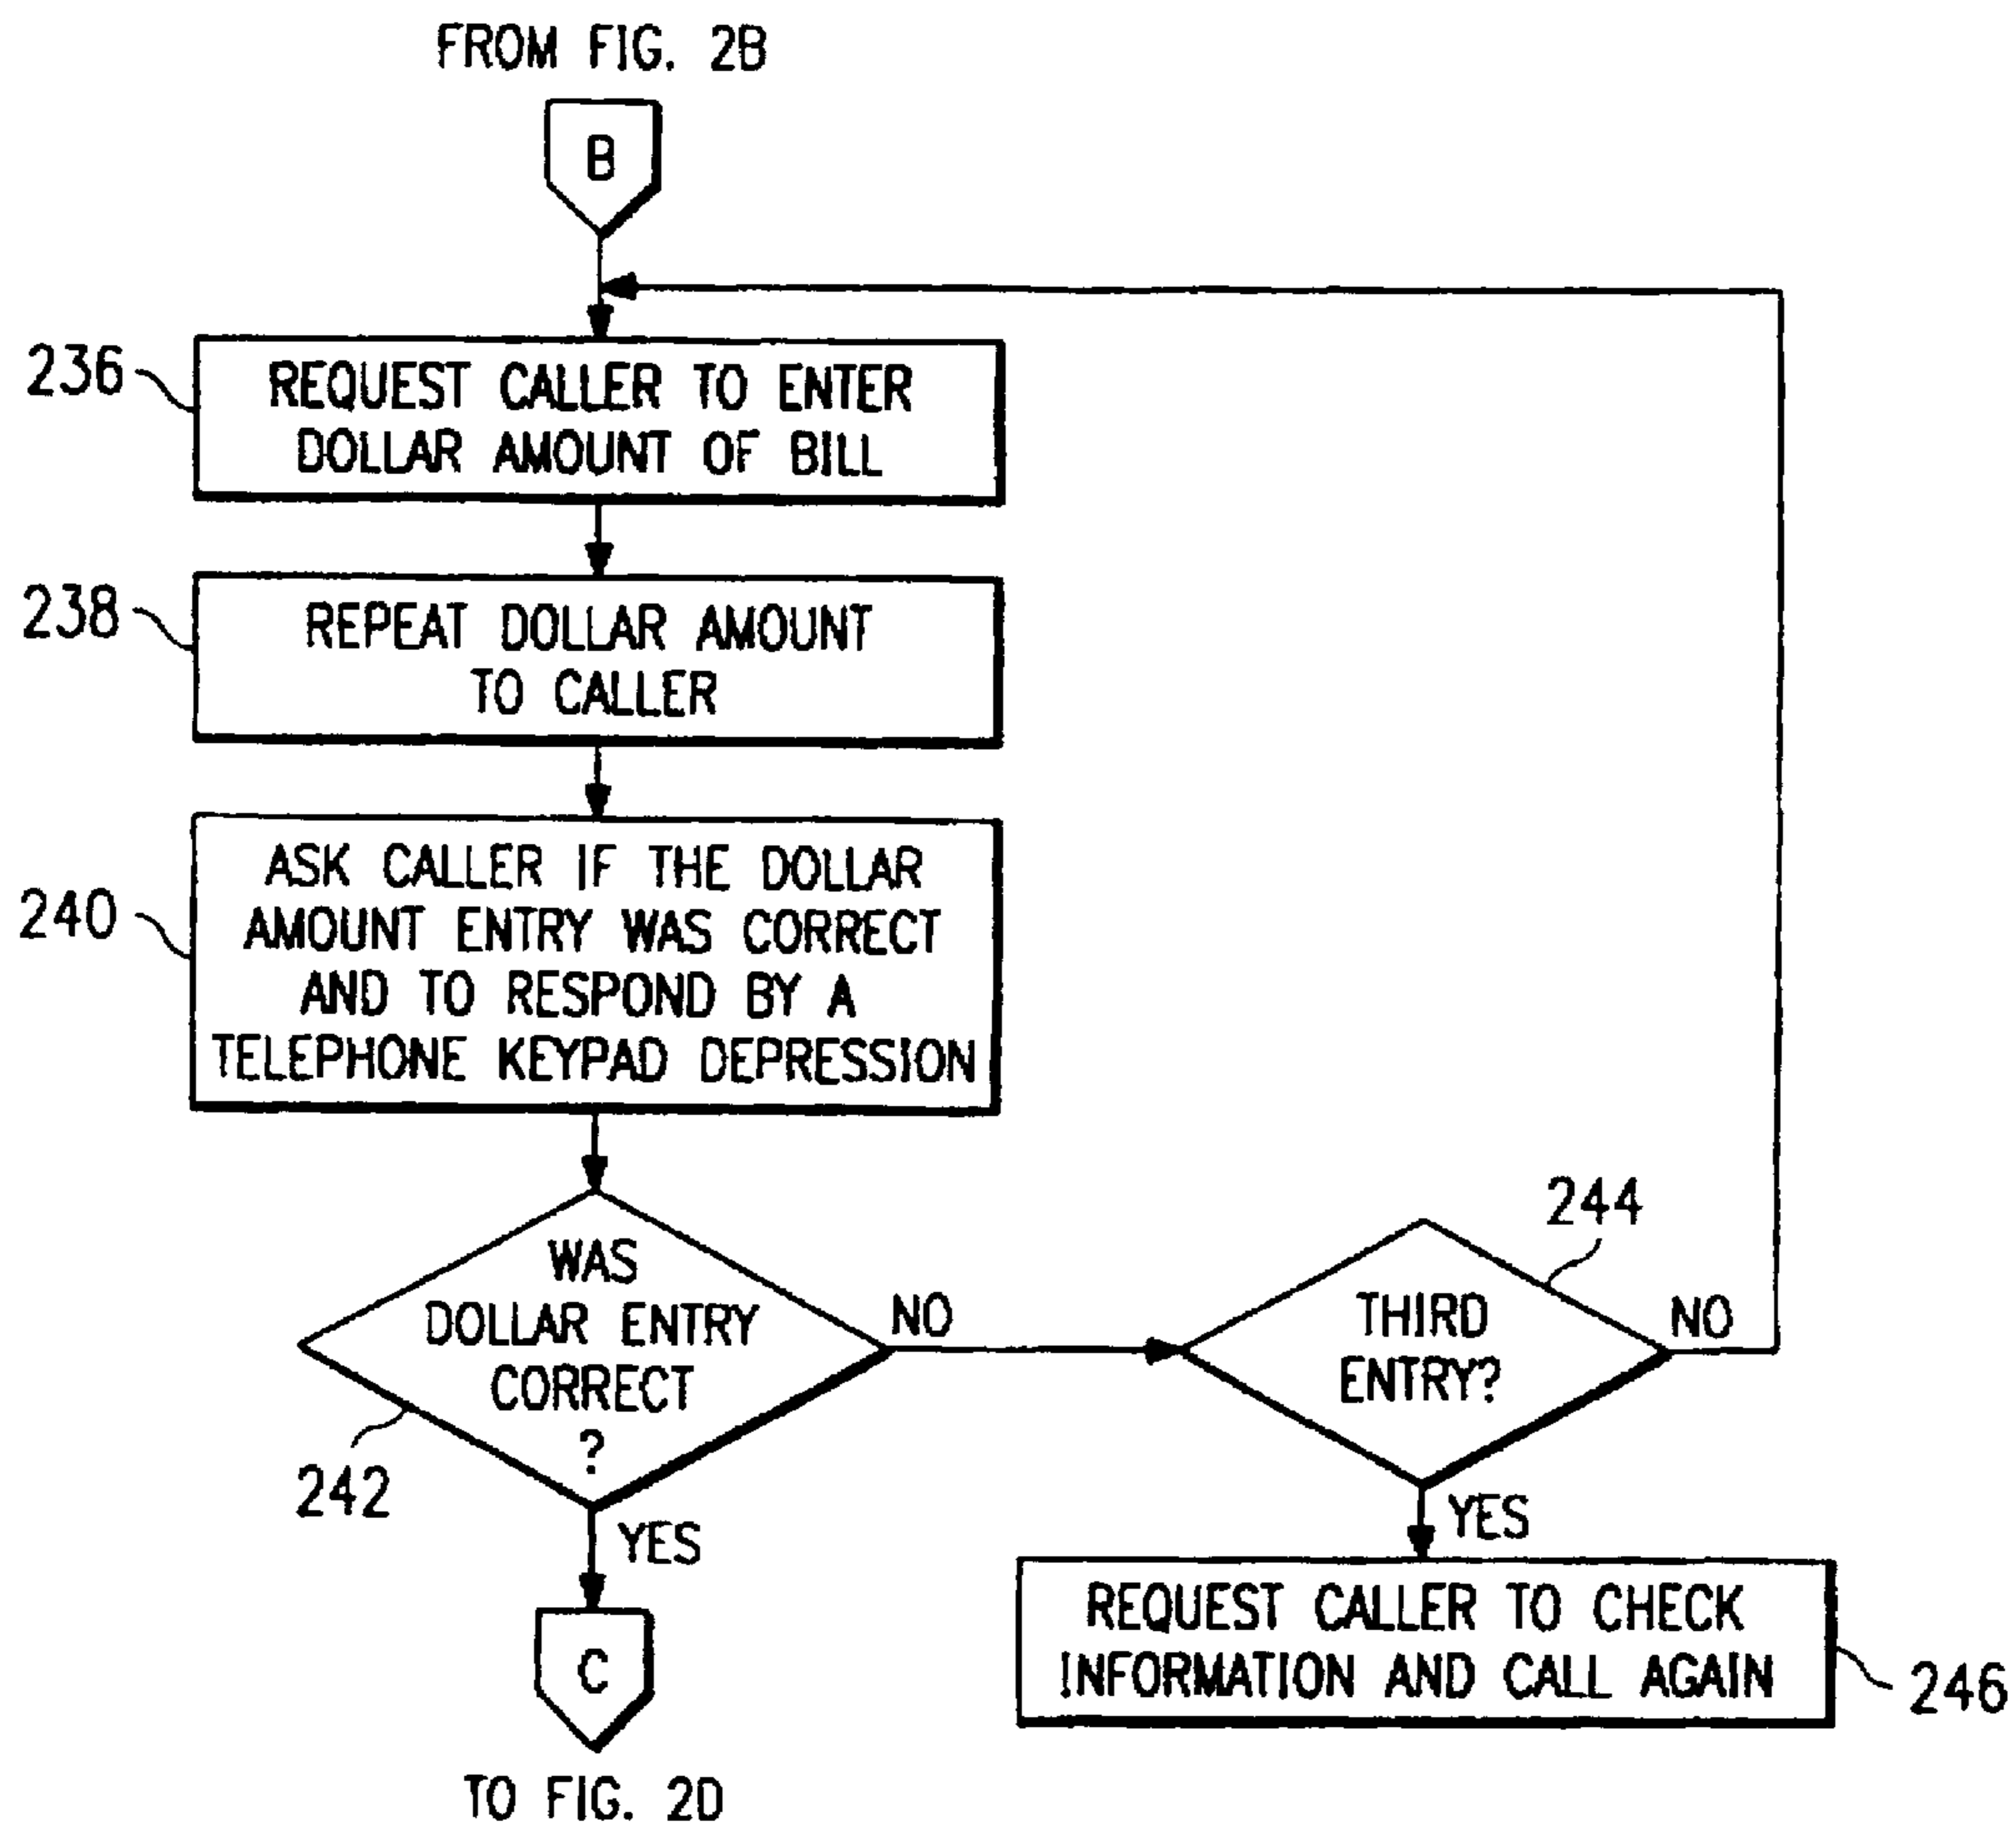 FROM FIG. 2B
B
236
REQUEST CALLER TO ENTER
DOLLAR AMOUNT OF BILL
238
REPEAT DOLLAR AMOUNT
TO CALLER
240
ASK CALLER IF THE DOLLAR
AMOUNT ENTRY WAS CORRECT
AND TO RESPOND BY A
TELEPHONE KEYPAD DEPRESSION
WAS
DOLLAR ENTRY
CORRECT
?
242
NO
YES
244
THIRD
ENTRY?
NO
YES
REQUEST CALLER TO CHECK
INFORMATION AND CALL AGAIN
246
C
TO FIG. 2D